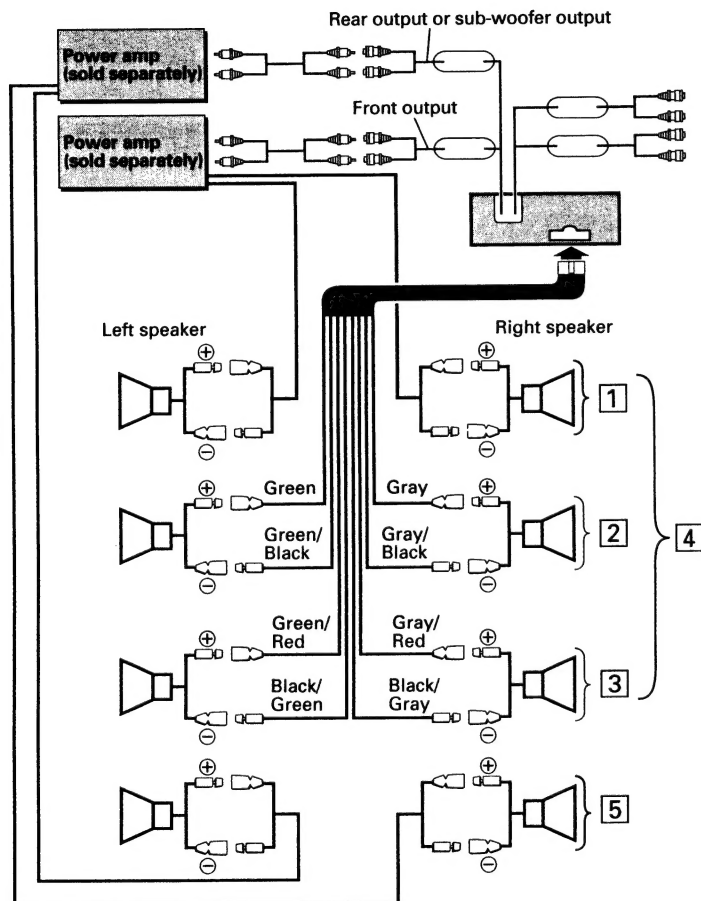 Rear output or sub-woofer output
Power amp
(sold separately)
Front output
Power amp
(sold separately)
Left speaker
Right speaker
⊕
⊕
1
⊖
⊖
⊕
Green
Gray
⊕
2
Green/
Black
Gray/
Black
⊖
⊖
4
⊕
Green/
Red
Gray/
Red
⊕
3
Black/
Green
Black/
Gray
⊖
⊖
⊕
⊕
5
⊖
⊖